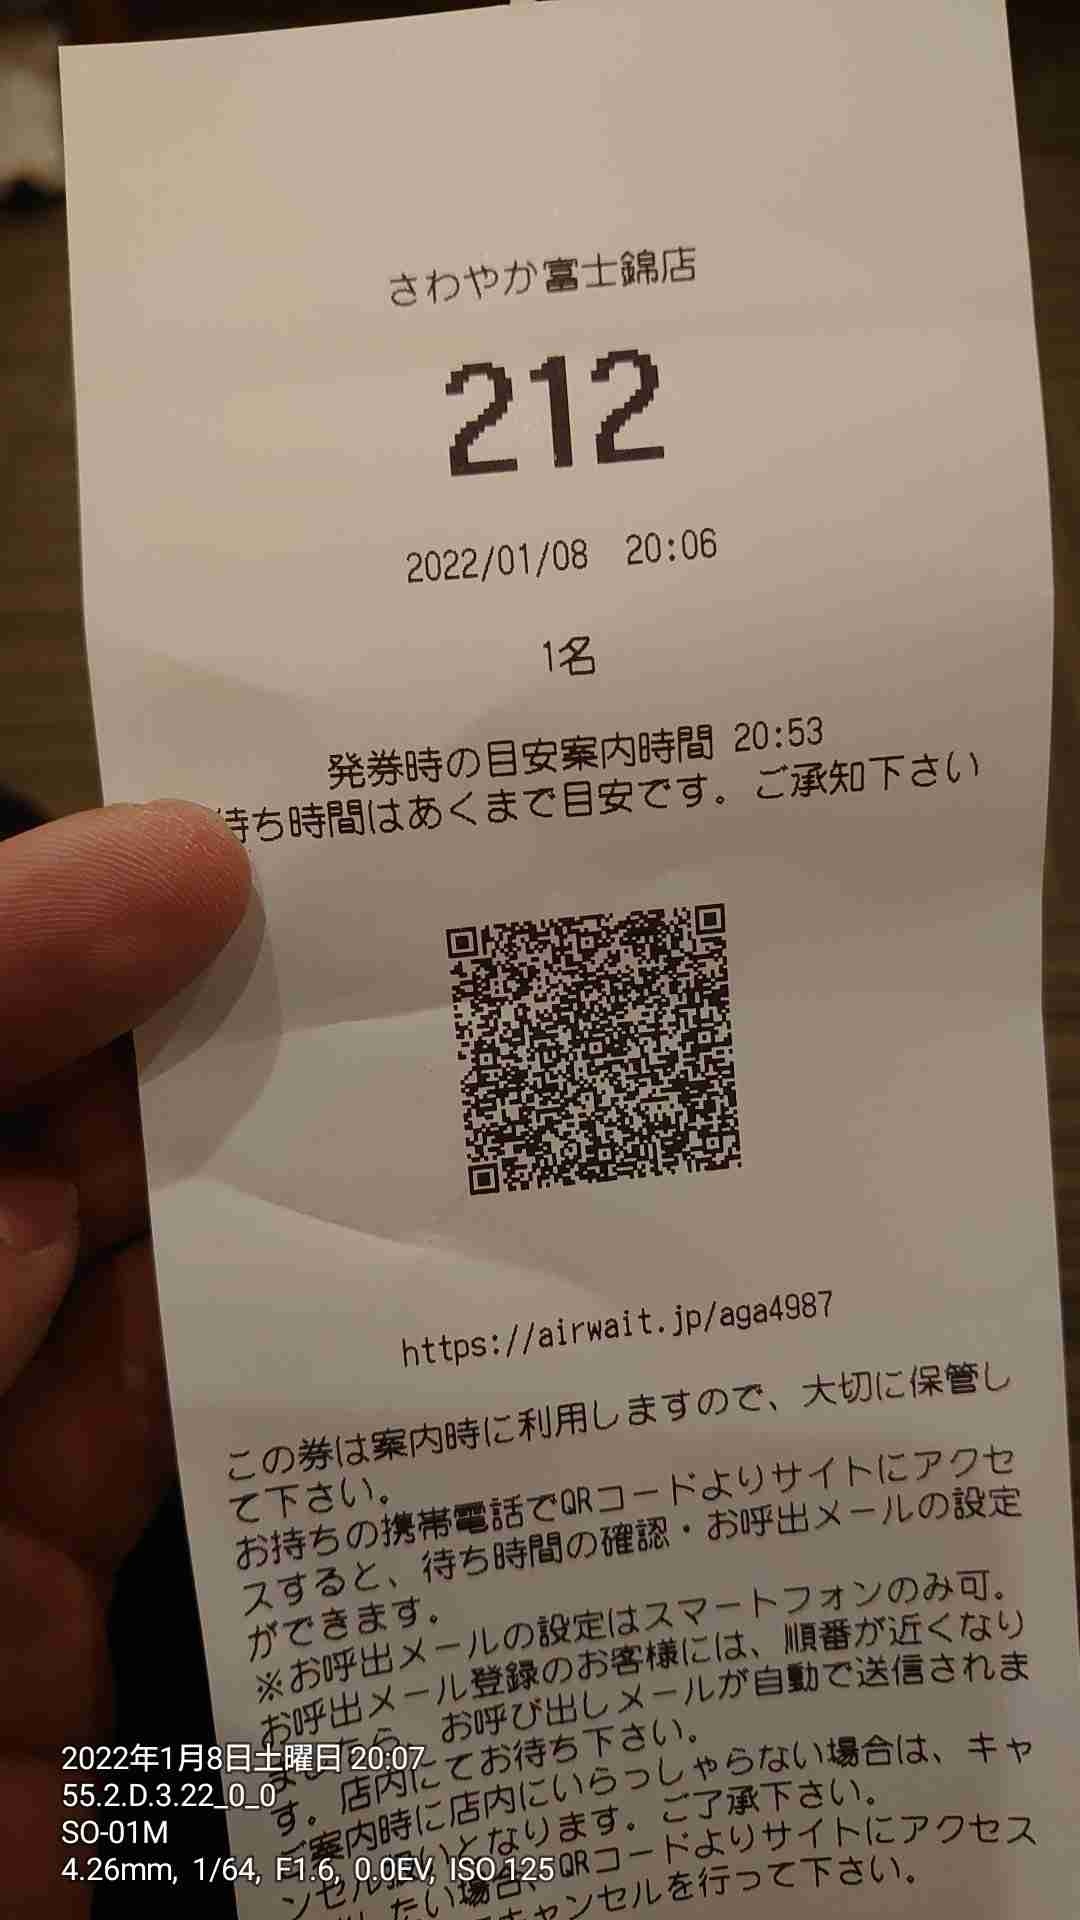 さわやか富士錦店
212
2022/01/08 20:06
1名
発券時の目安案内時間 20:53
待ち時間はあくまで目安です。ご承知下さい
https://airwait.jp/aga4987
この券は案内時に利用しますので、大切に保管し
て下さい。
お持ちの携帯電話でQRコードよりサイトにアクセ
スすると、待ち時間の確認・お呼出メールの設定
ができます。
※お呼出メールの設定はスマートフォンのみ可。
お呼出メール登録のお客様には、順番が近くなり
ましたら、お呼び出しメールが自動で送信されま
す。店内にてお待ち下さい。
ご案内時に店内にいらっしゃらない場合は、キャ
ンセル扱いとなります。ご了承下さい。
たい場合、QRコードよりサイトにアクセス
キャンセルを行って下さい。
2022年1月8日土曜日 20:07
55.2.D.3.22_0_0
SO-01M
4.26mm, 1/64, F1.6, 0.0EV, ISO 125